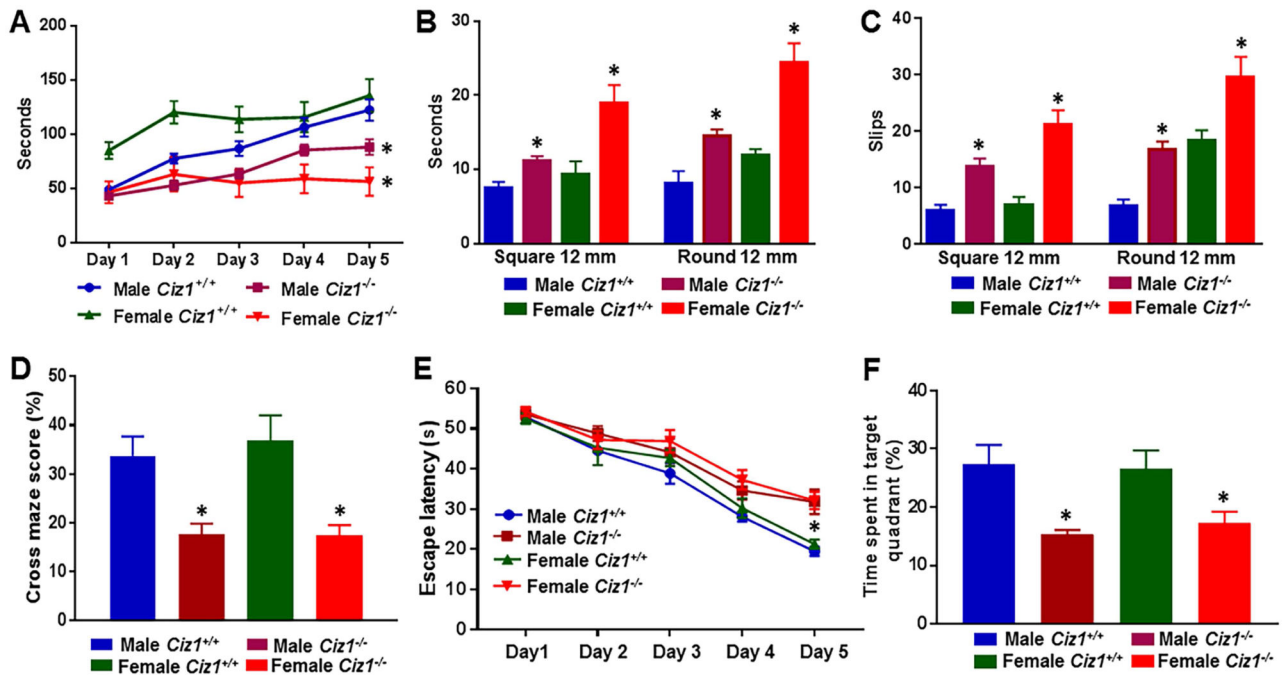 A
200
150
100
50
0
Seconds
Day 1 Day 2 Day 3 Day 4 Day 5
Male Ciz1+/+ Male Ciz1-/-
Female Ciz1+/+ Female Ciz1-/-
*
*
B
30
20
10
0
Seconds
* * * *
Square 12 mm Round 12 mm
Male Ciz1+/+ Male Ciz1-/-
Female Ciz1+/+ Female Ciz1-/-
C
40
30
20
10
0
Slips
* * * *
Square 12 mm Round 12 mm
Male Ciz1+/+ Male Ciz1-/-
Female Ciz1+/+ Female Ciz1-/-
D
50
40
30
20
10
0
Cross maze score (%)
* *
Male Ciz1+/+ Male Ciz1-/-
Female Ciz1+/+ Female Ciz1-/-
E
60
50
40
30
20
10
0
Escape latency (s)
Male Ciz1+/+
Male Ciz1-/-
Female Ciz1+/+
Female Ciz1-/-
*
Day1 Day 2 Day 3 Day 4 Day 5
F
40
30
20
10
0
Time spent in target
quadrant (%)
* *
Male Ciz1+/+ Male Ciz1-/-
Female Ciz1+/+ Female Ciz1-/-